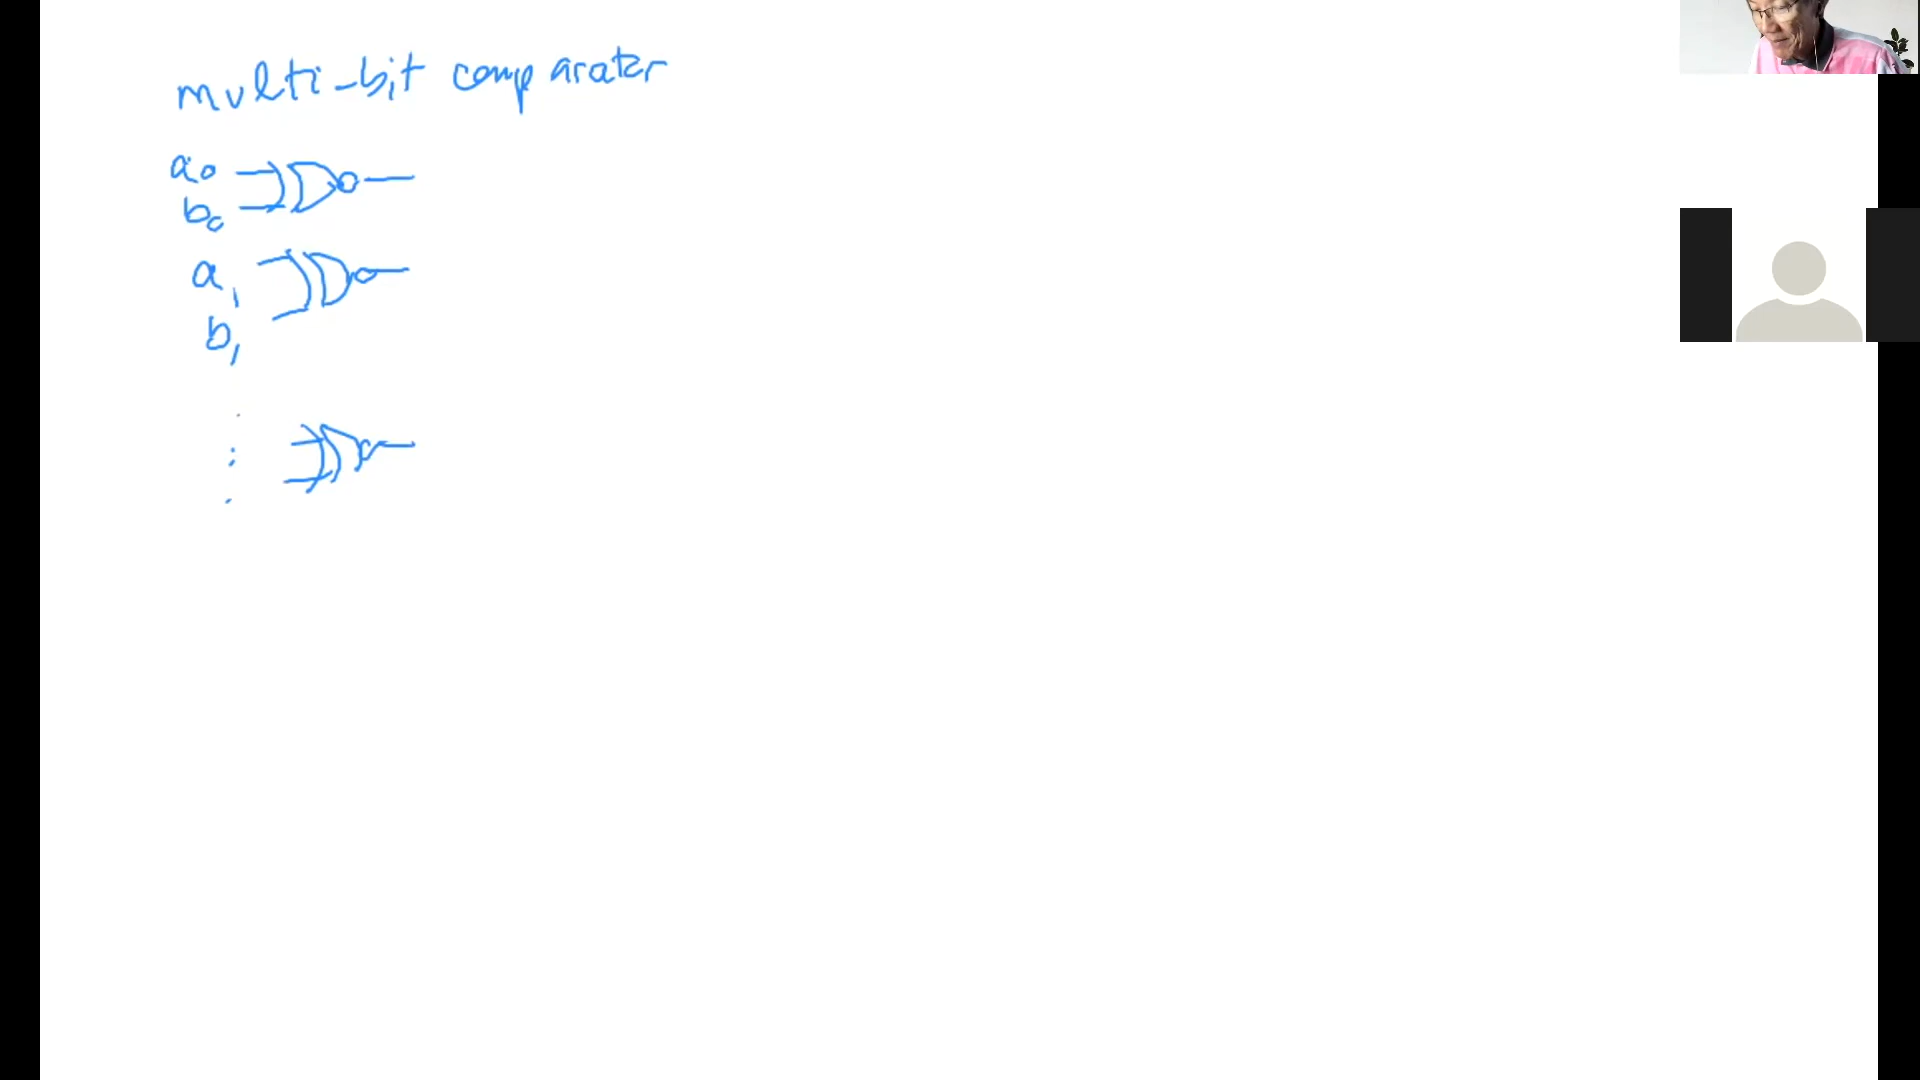 multi-bit comparator
a0
b0
a1
b1